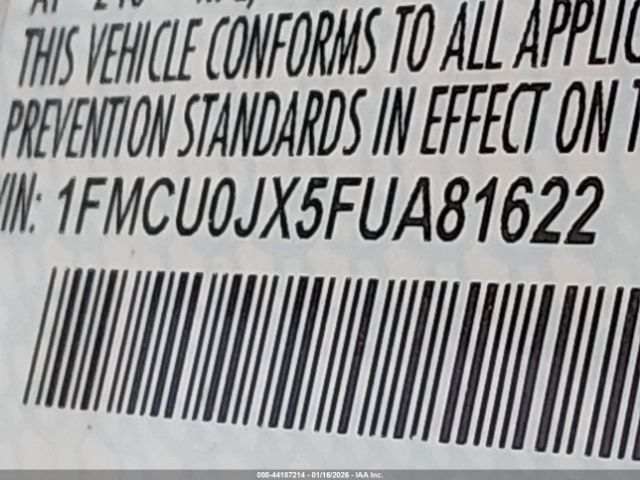 THIS VEHICLE CONFORMS TO ALL APPLIC
PREVENTION STANDARDS IN EFFECT ON T
VIN: 1FMCU0JX5FUA81622
000-44187214 - 01/16/2026 - IAA Inc.